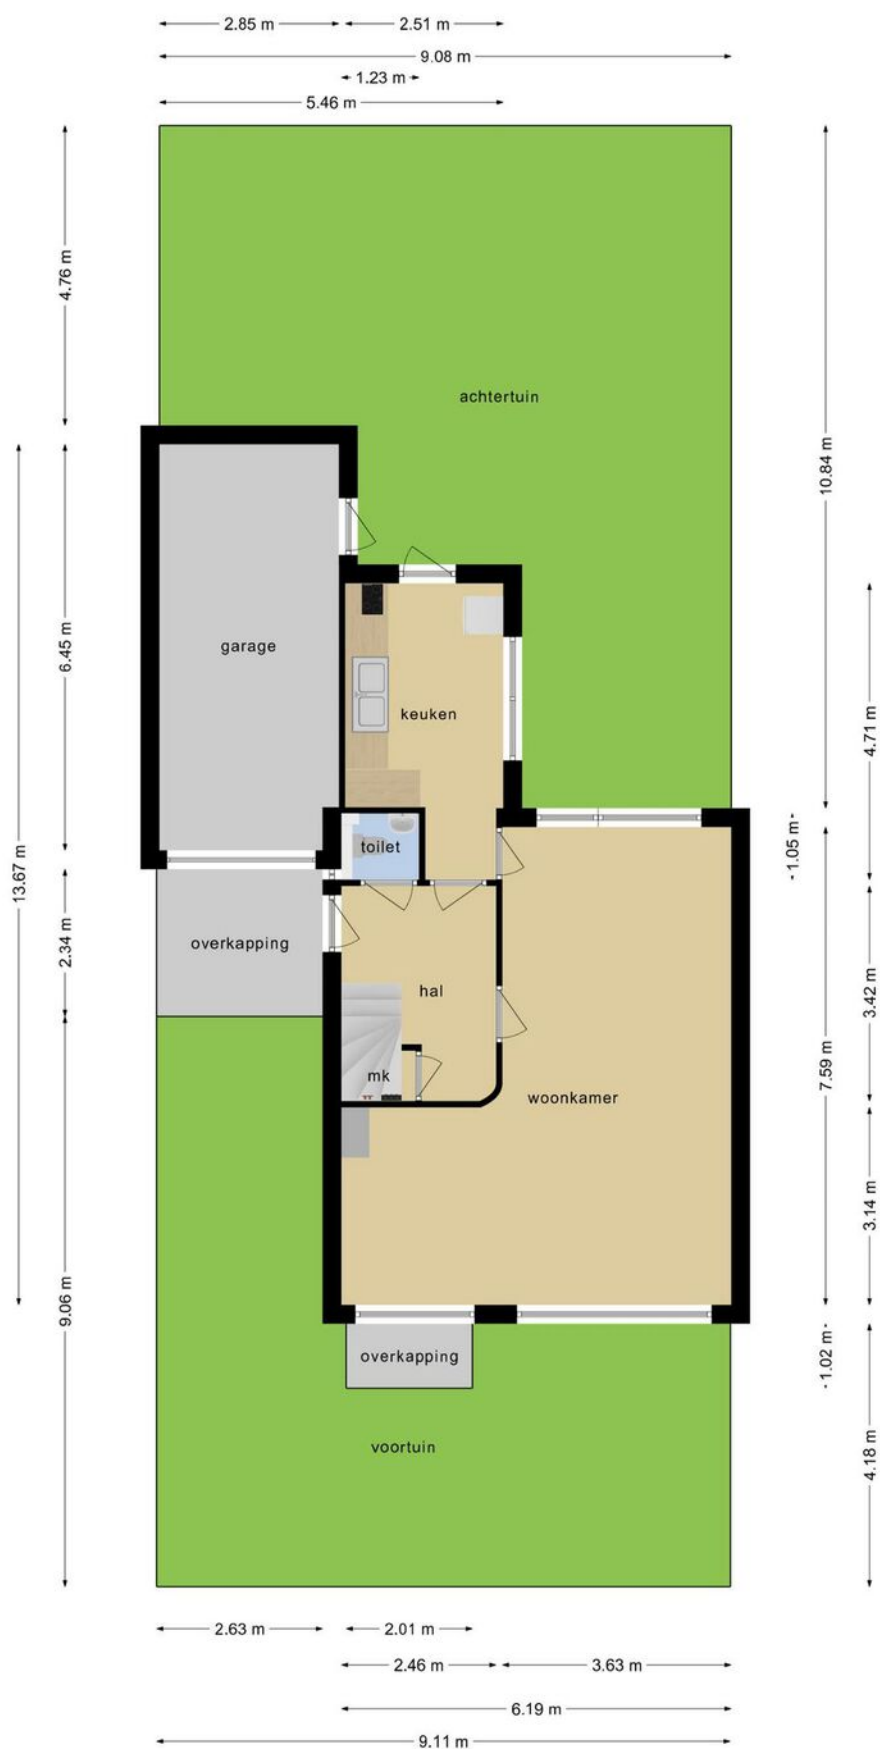 2.85 m 2.51 m
9.08 m
1.23 m
5.46 m
4.76 m
achtertuin
10.84 m
garage
6.45 m
keuken
4.71 m
toilet
1.05 m
13.67 m
overkapping
2.34 m
hal
3.42 m
mk
woonkamer
7.59 m
3.14 m
9.06 m
overkapping
1.02 m
voortuin
4.18 m
2.63 m 2.01 m
2.46 m 3.63 m
6.19 m
9.11 m